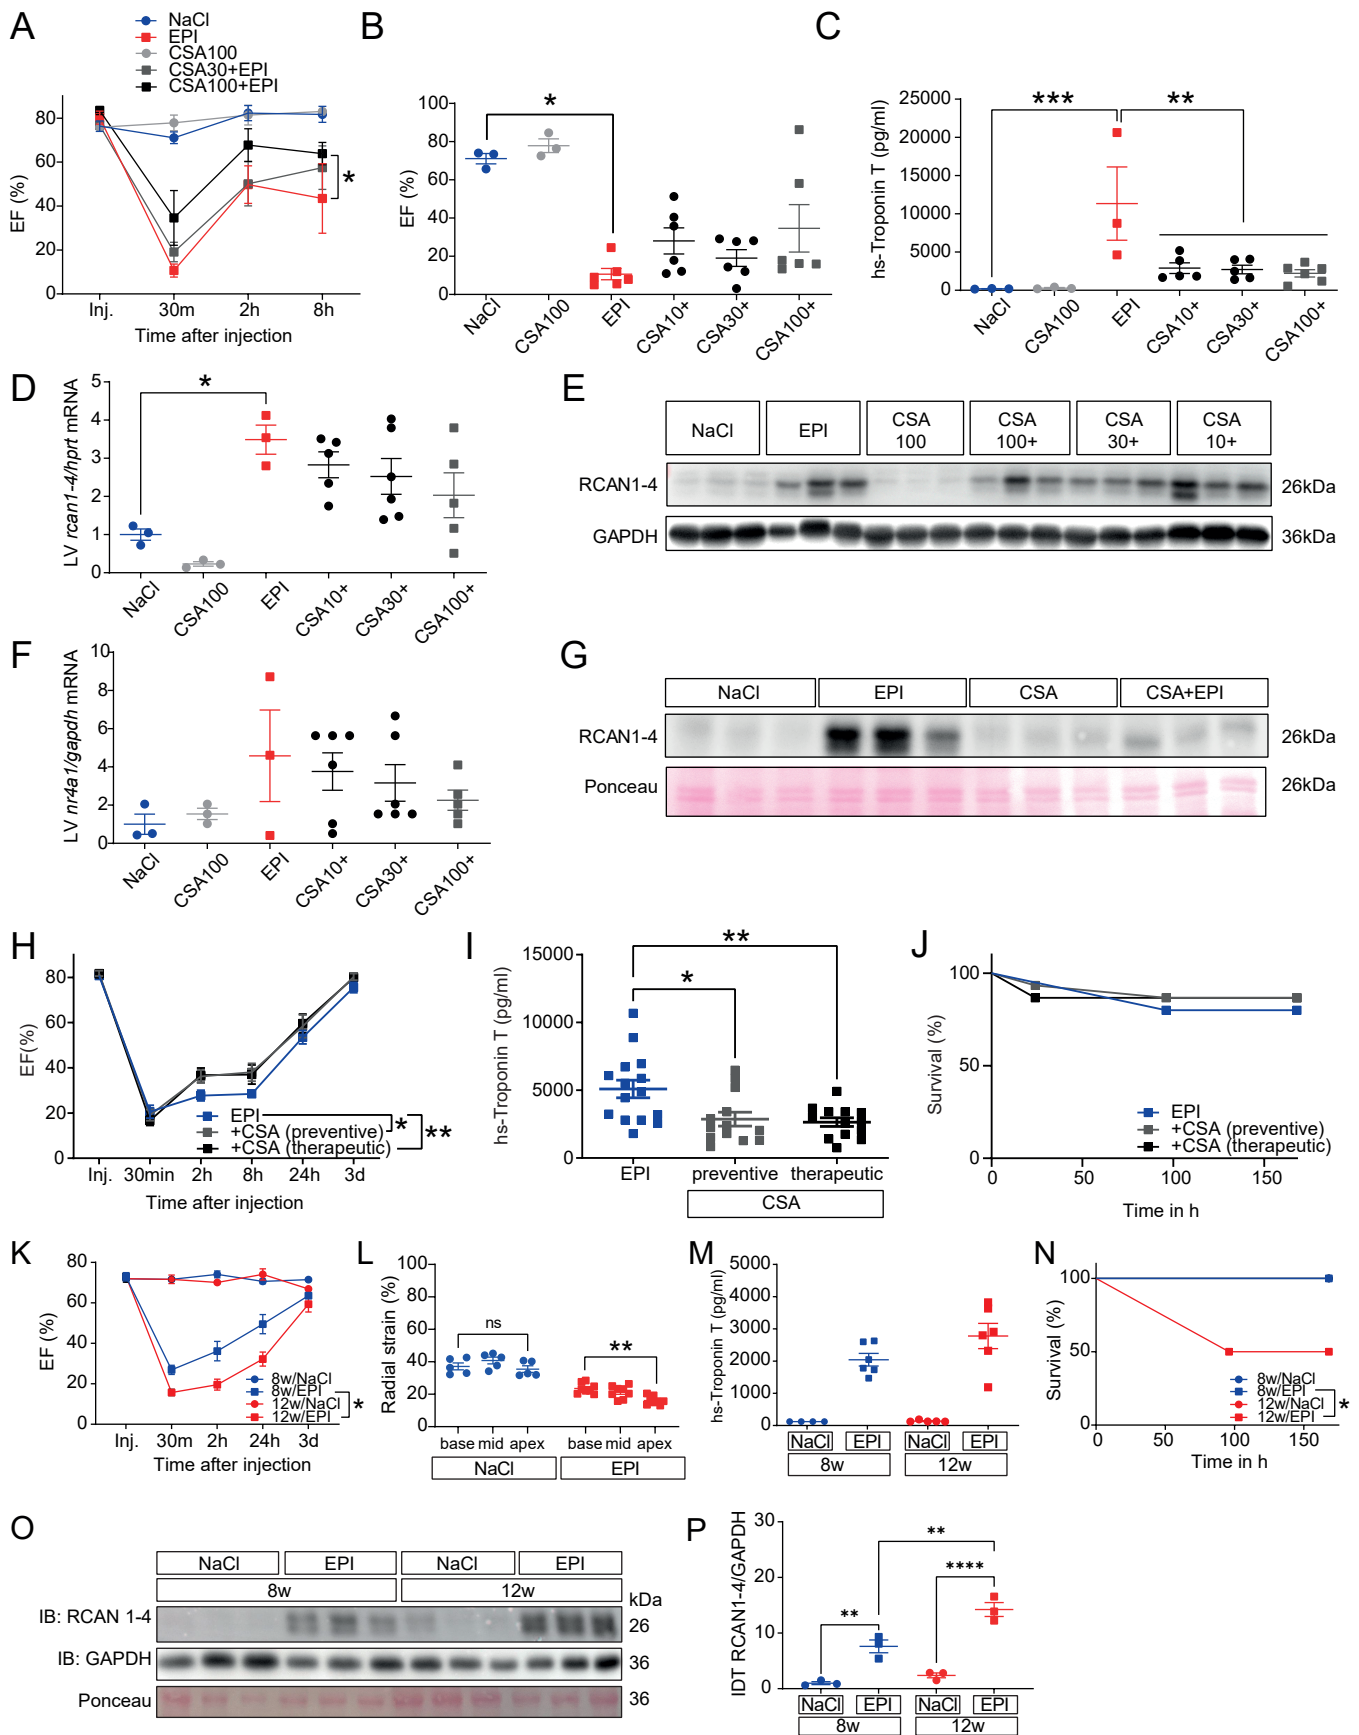 A
NaCl
EPI
CSA100
CSA30+EPI
CSA100+EPI
EF (%)
80
60
40
20
0
*
Inj. 30m 2h 8h
Time after injection
B
EF (%)
100
80
60
40
20
0
*
NaCl CSA100 EPI CSA10+ CSA30+ CSA100+
C
hs-Troponin T (pg/ml)
25000
20000
15000
10000
5000
0
*** **
NaCl CSA100 EPI CSA10+ CSA30+ CSA100+
D
LV rcan1-4/hprt mRNA
5
4
3
2
1
0
*
NaCl CSA100 EPI CSA10+ CSA30+ CSA100+
E
NaCl EPI CSA 100 CSA 100+ CSA 30+ CSA 10+
RCAN1-4 26kDa
GAPDH 36kDa
F
LV nr4a1/gapdh mRNA
10
8
6
4
2
0
NaCl CSA100 EPI CSA10+ CSA30+ CSA100+
G
NaCl EPI CSA CSA+EPI
RCAN1-4 26kDa
Ponceau 26kDa
H
EF(%)
80
60
40
20
0
EPI
+CSA (preventive)
+CSA (therapeutic)
* **
Inj. 30min 2h 8h 24h 3d
Time after injection
I
hs-Troponin T (pg/ml)
15000
10000
5000
0
**
*
EPI preventive therapeutic
CSA
J
Survival (%)
100
50
0
EPI
+CSA (preventive)
+CSA (therapeutic)
0 50 100 150
Time in h
K
EF (%)
80
60
40
20
0
8w/NaCl
8w/EPI
12w/NaCl
12w/EPI
*
Inj. 30m 2h 24h 3d
Time after injection
L
Radial strain (%)
100
80
60
40
20
0
ns **
base mid apex base mid apex
NaCl EPI
M
hs-Troponin T (pg/ml)
5000
4000
3000
2000
1000
0
NaCl EPI NaCl EPI
8w 12w
N
Survival (%)
100
50
0
8w/NaCl
8w/EPI
12w/NaCl
12w/EPI
*
0 50 100 150
Time in h
O
NaCl EPI NaCl EPI
8w 12w kDa
IB: RCAN 1-4 26
IB: GAPDH 36
Ponceau 36
P
IDT RCAN1-4/GAPDH
30
20
10
0
**
****
**
NaCl EPI NaCl EPI
8w 12w